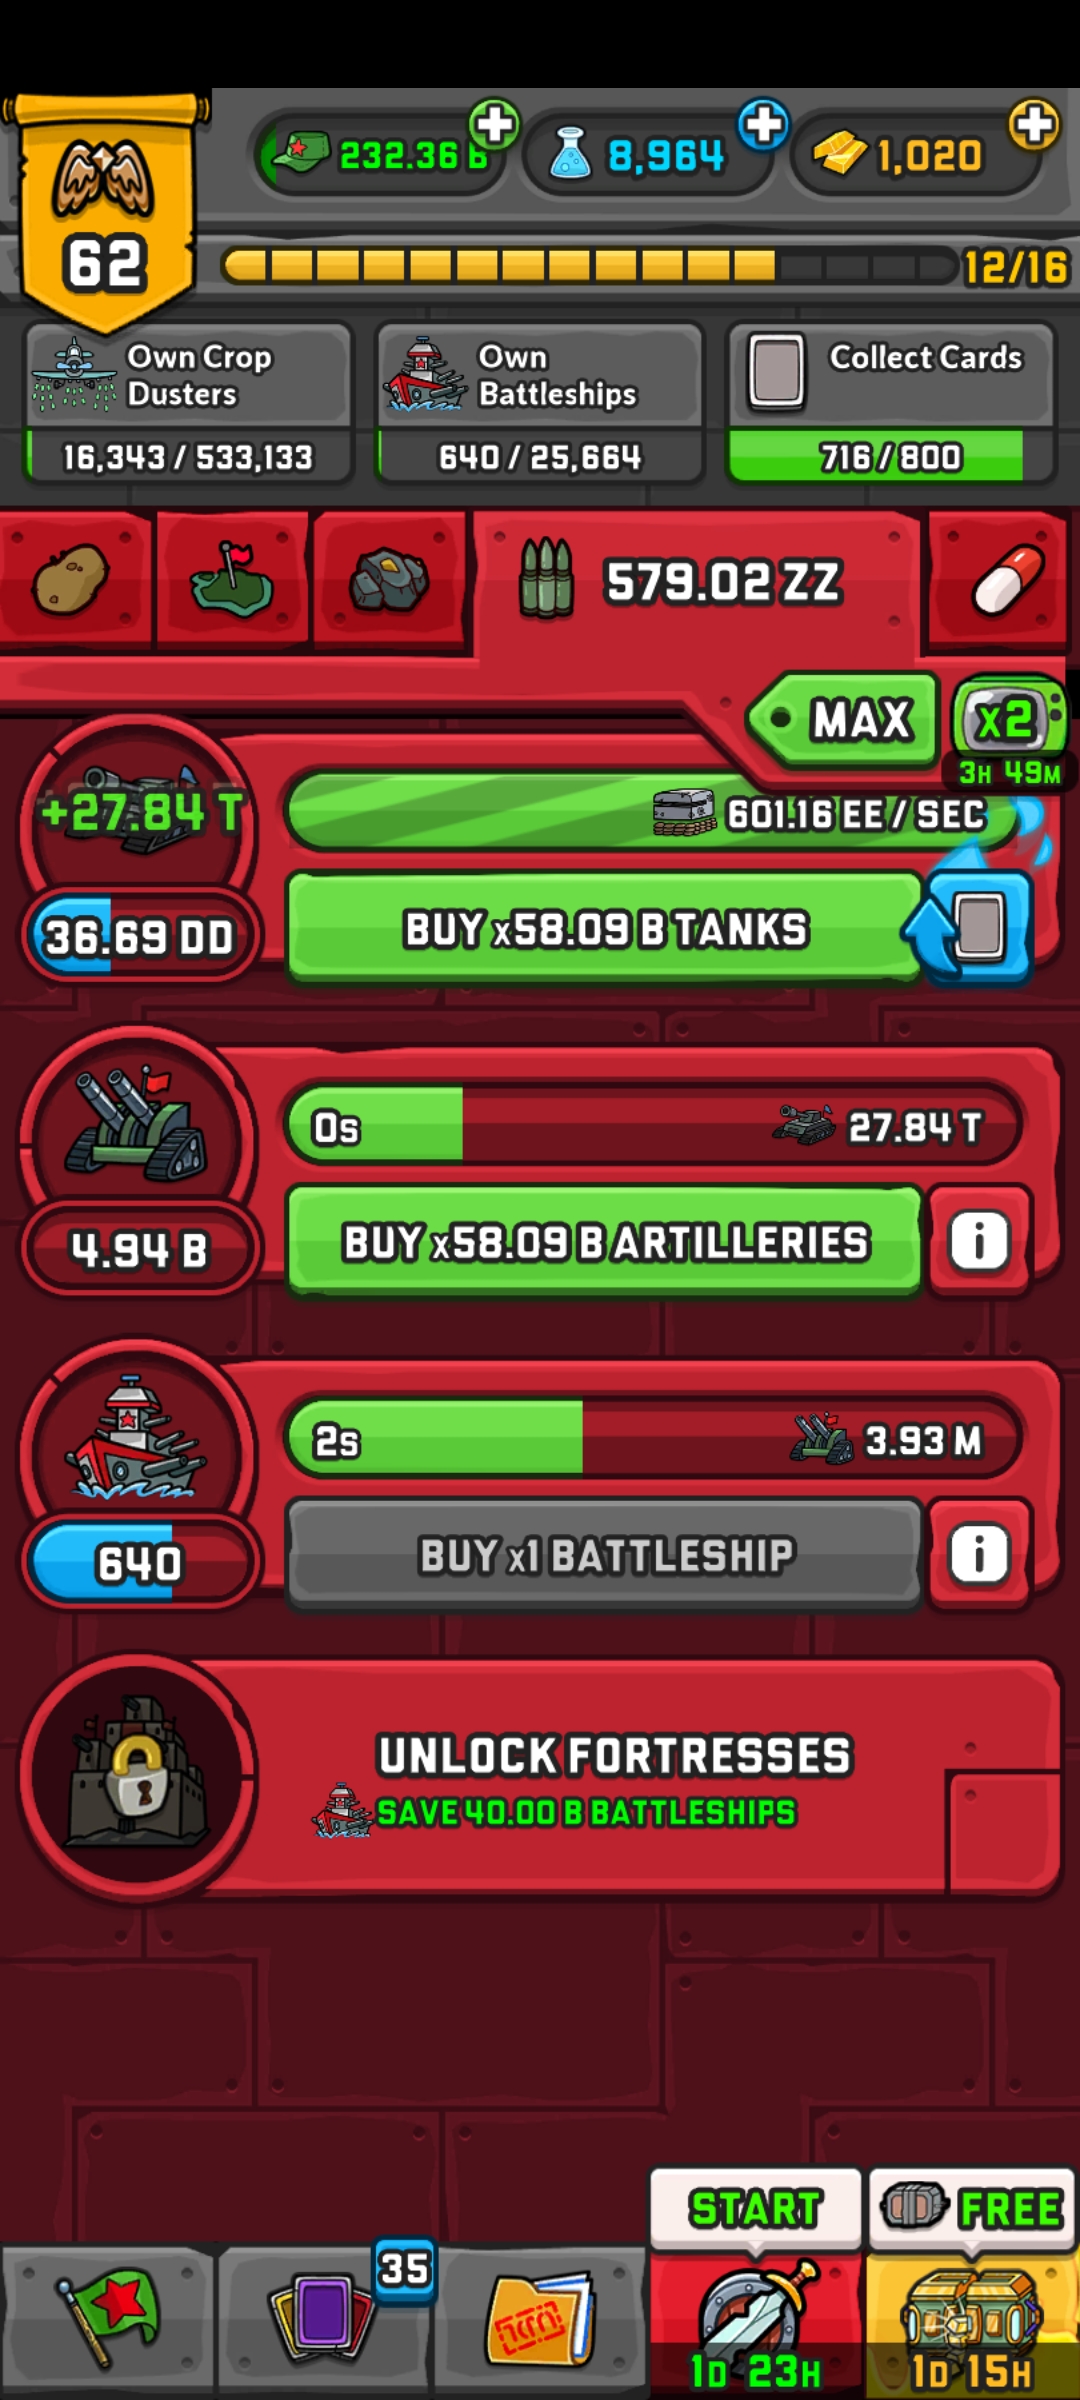 62
232.36 B
8,964
1,020
12/16
Own Crop
Dusters
16,343 / 533,133
Own
Battleships
640 / 25,664
Collect Cards
716 / 800
579.02 ZZ
MAX
x2
3H 49M
+27.84 T
601.16 EE / SEC
36.69 DD
BUY x58.09 B TANKS
0s
27.84 T
4.94 B
BUY x58.09 B ARTILLERIES
i
2s
3.93 M
640
BUY x1 BATTLESHIP
i
UNLOCK FORTRESSES
SAVE 40.00 B BATTLESHIPS
START
FREE
35
1D 23H
1D 15H